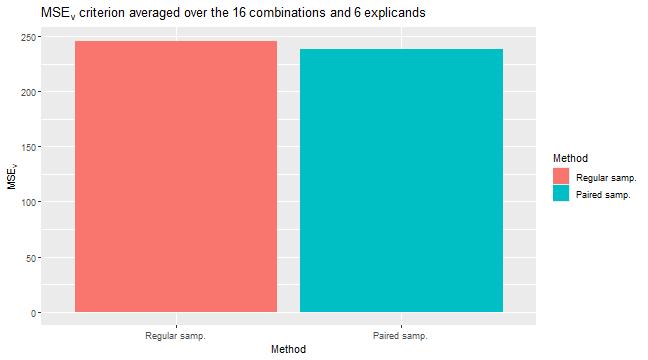 MSEv criterion averaged over the 16 combinations and 6 explicands
250
200
150
100
50
0
MSEv
Regular samp.
Paired samp.
Method
Method
Regular samp.
Paired samp.